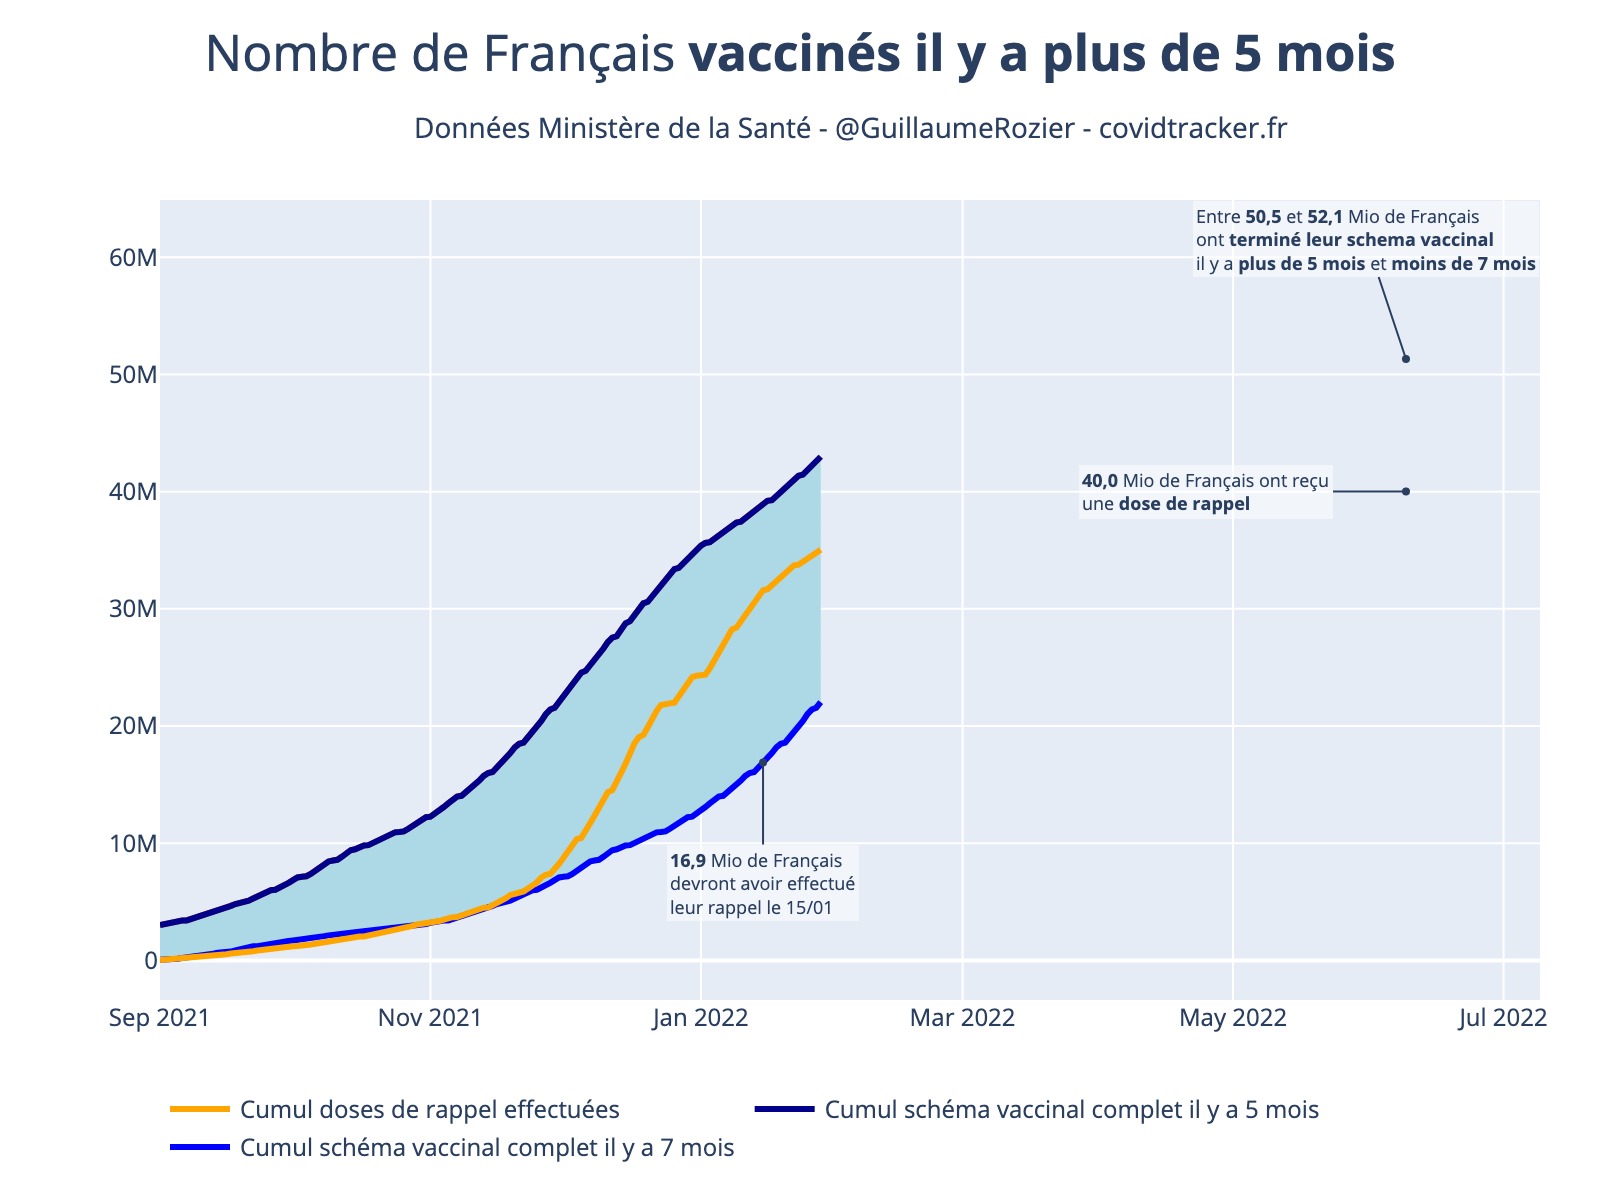 Nombre de Français vaccinés il y a plus de 5 mois
Données Ministère de la Santé - @GuillaumeRozier - covidtracker.fr
Entre 50,5 et 52,1 Mio de Français
ont terminé leur schema vaccinal
il y a plus de 5 mois et moins de 7 mois
60M
50M
40,0 Mio de Français ont reçu
une dose de rappel
40M
30M
20M
10M
16,9 Mio de Français
devront avoir effectué
leur rappel le 15/01
0
Sep 2021 Nov 2021 Jan 2022 Mar 2022 May 2022 Jul 2022
Cumul doses de rappel effectuées Cumul schéma vaccinal complet il y a 5 mois
Cumul schéma vaccinal complet il y a 7 mois